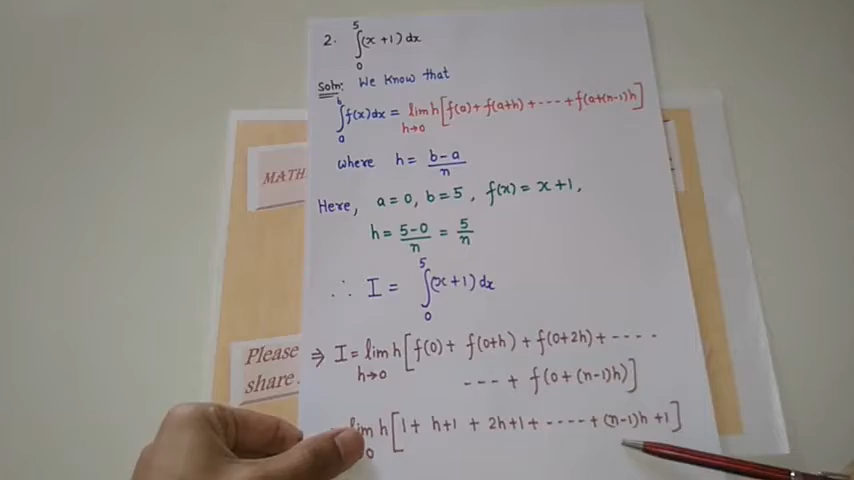 2. ∫₀⁵ (x+1) dx
Soln: We know that
∫ₐᵇ f(x)dx = lim h→0 h[f(a)+f(a+h)+----+f(a+(n-1)h)]
where h = (b-a)/n
Here, a=0, b=5, f(x)=x+1,
h = (5-0)/n = 5/n
∴ I = ∫₀⁵ (x+1) dx
⇒ I = lim h→0 h[f(0)+ f(0+h)+ f(0+2h)+----
---+ f(0+(n-1)h)]
lim h[1+ h+1 + 2h+1+----+(n-1)h+1]
MATH
Please
share